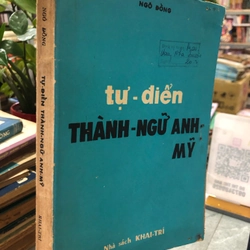 NGÔ ĐỒNG
tự - điển
THÀNH-NGỮ ANH-
MỸ
Nhà sách KHAI-TRÍ
NGÔ ĐỒNG
TỰ-ĐIỂN THÀNH-NGỮ ANH-MỸ
KHAI-TRÍ